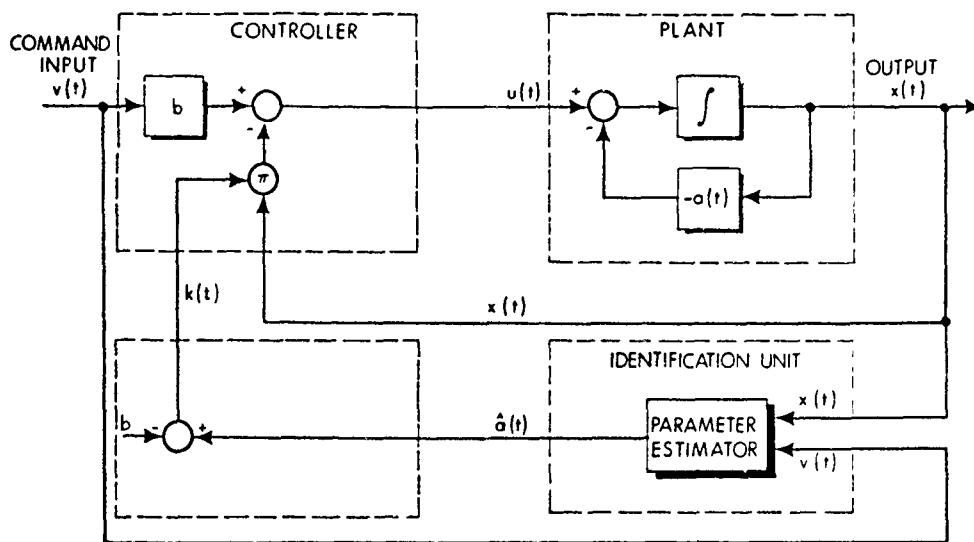 CONTROLLER
PLANT
COMMAND
INPUT
v(t)
OUTPUT
x(t)
b
+
-
u(t)
+
-
∫
π
-a(t)
k(t)
x(t)
IDENTIFICATION UNIT
x(t)
b
-
+
â(t)
PARAMETER
ESTIMATOR
v(t)